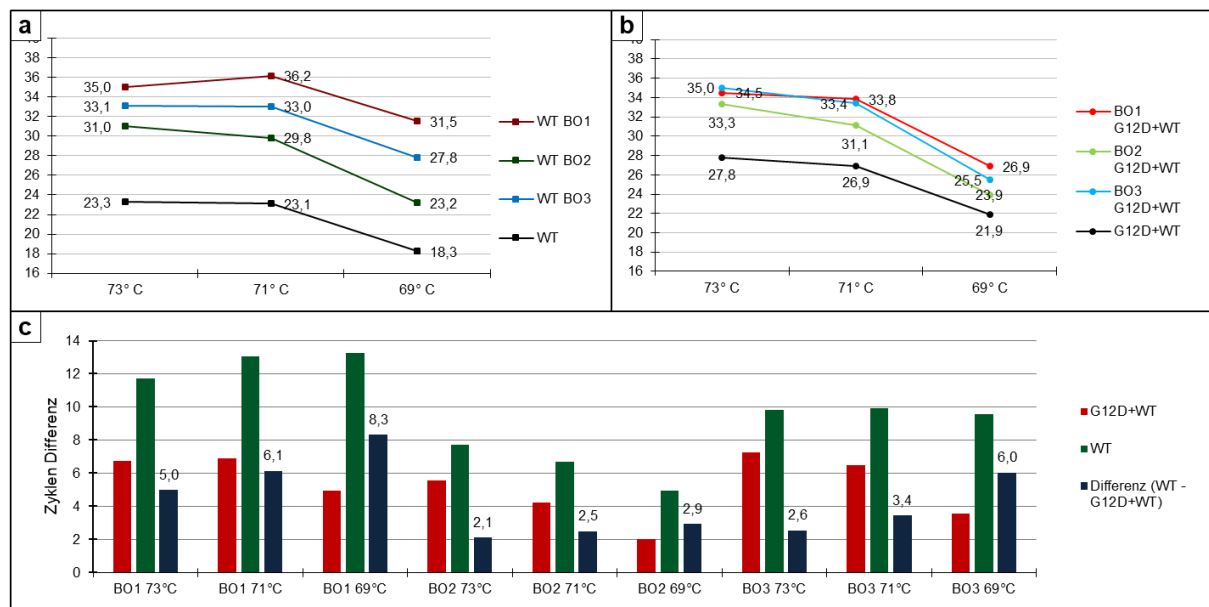 a
40
38
36
34
32
30
28
26
24
22
20
18
16
35,0
36,2
31,5
33,1
33,0
27,8
31,0
29,8
23,2
23,3
23,1
18,3
73° C
71° C
69° C
WT BO1
WT BO3
WT BO2
WT
b
40
38
36
34
32
30
28
26
24
22
20
18
16
35,0
34,5
33,4
33,8
33,3
31,1
26,9
25,5
23,9
27,8
26,9
21,9
73° C
71° C
69° C
BO1
G12D+WT
BO2
G12D+WT
BO3
G12D+WT
G12D+WT
c
Zyklen Differenz
14
12
10
8
6
4
2
0
5,0
6,1
8,3
2,1
2,5
2,9
2,6
3,4
6,0
BO1 73°C
BO1 71°C
BO1 69°C
BO2 73°C
BO2 71°C
BO2 69°C
BO3 73°C
BO3 71°C
BO3 69°C
G12D+WT
WT
Differenz (WT -
G12D+WT)